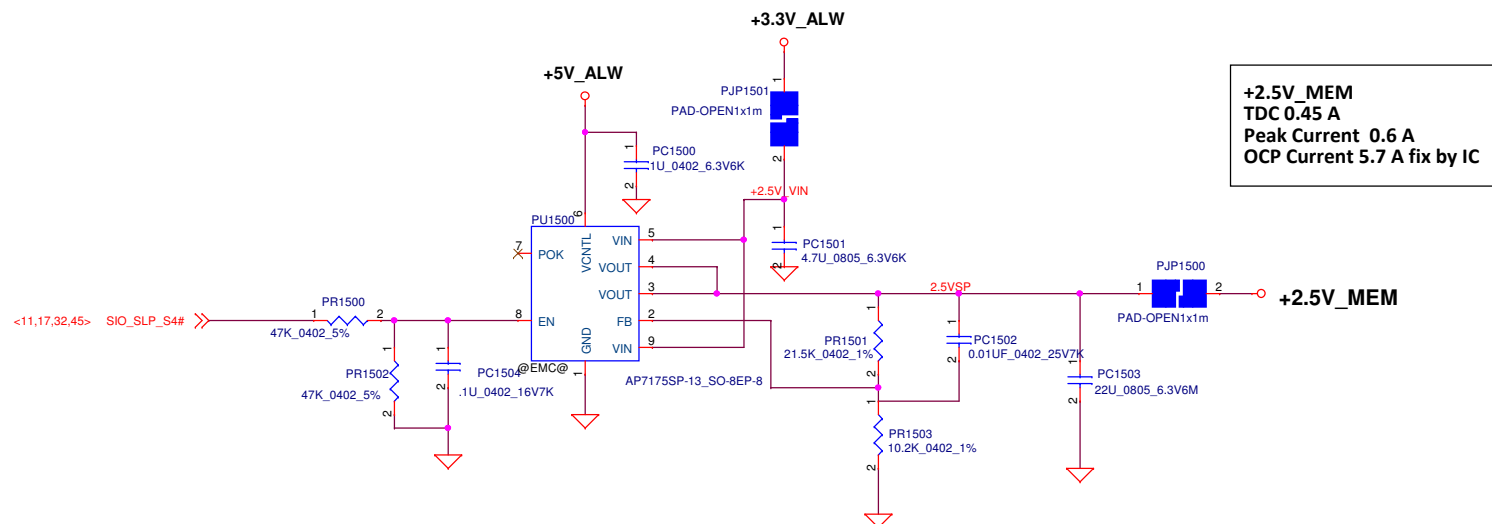 +3.3V_ALW
+5V_ALW
1
PJP1501
PAD-OPEN1x1m
2
+2.5V_MEM
TDC 0.45 A
Peak Current 0.6 A
OCP Current 5.7 A fix by IC
1
PC1500
1U_0402_6.3V6K
2
+2.5V_VIN
PU1500
6
1
PC1501
4.7U_0805_6.3V6K
2
7
POK
VCNTL
VIN
5
VOUT
4
VOUT
3
2.5VSP
PJP1500
1
2
PAD-OPEN1x1m
+2.5V_MEM
<11,17,32,45> SIO_SLP_S4#
PR1500
1
2
47K_0402_5%
8
EN
FB
2
GND
VIN
9
1
PR1501
21.5K_0402_1%
2
1
PC1502
0.01UF_0402_25V7K
2
1
PR1502
47K_0402_5%
2
1
PC1504
.1U_0402_16V7K
2
@EMC@
1
AP7175SP-13_SO-8EP-8
1
PC1503
22U_0805_6.3V6M
2
1
PR1503
10.2K_0402_1%
2